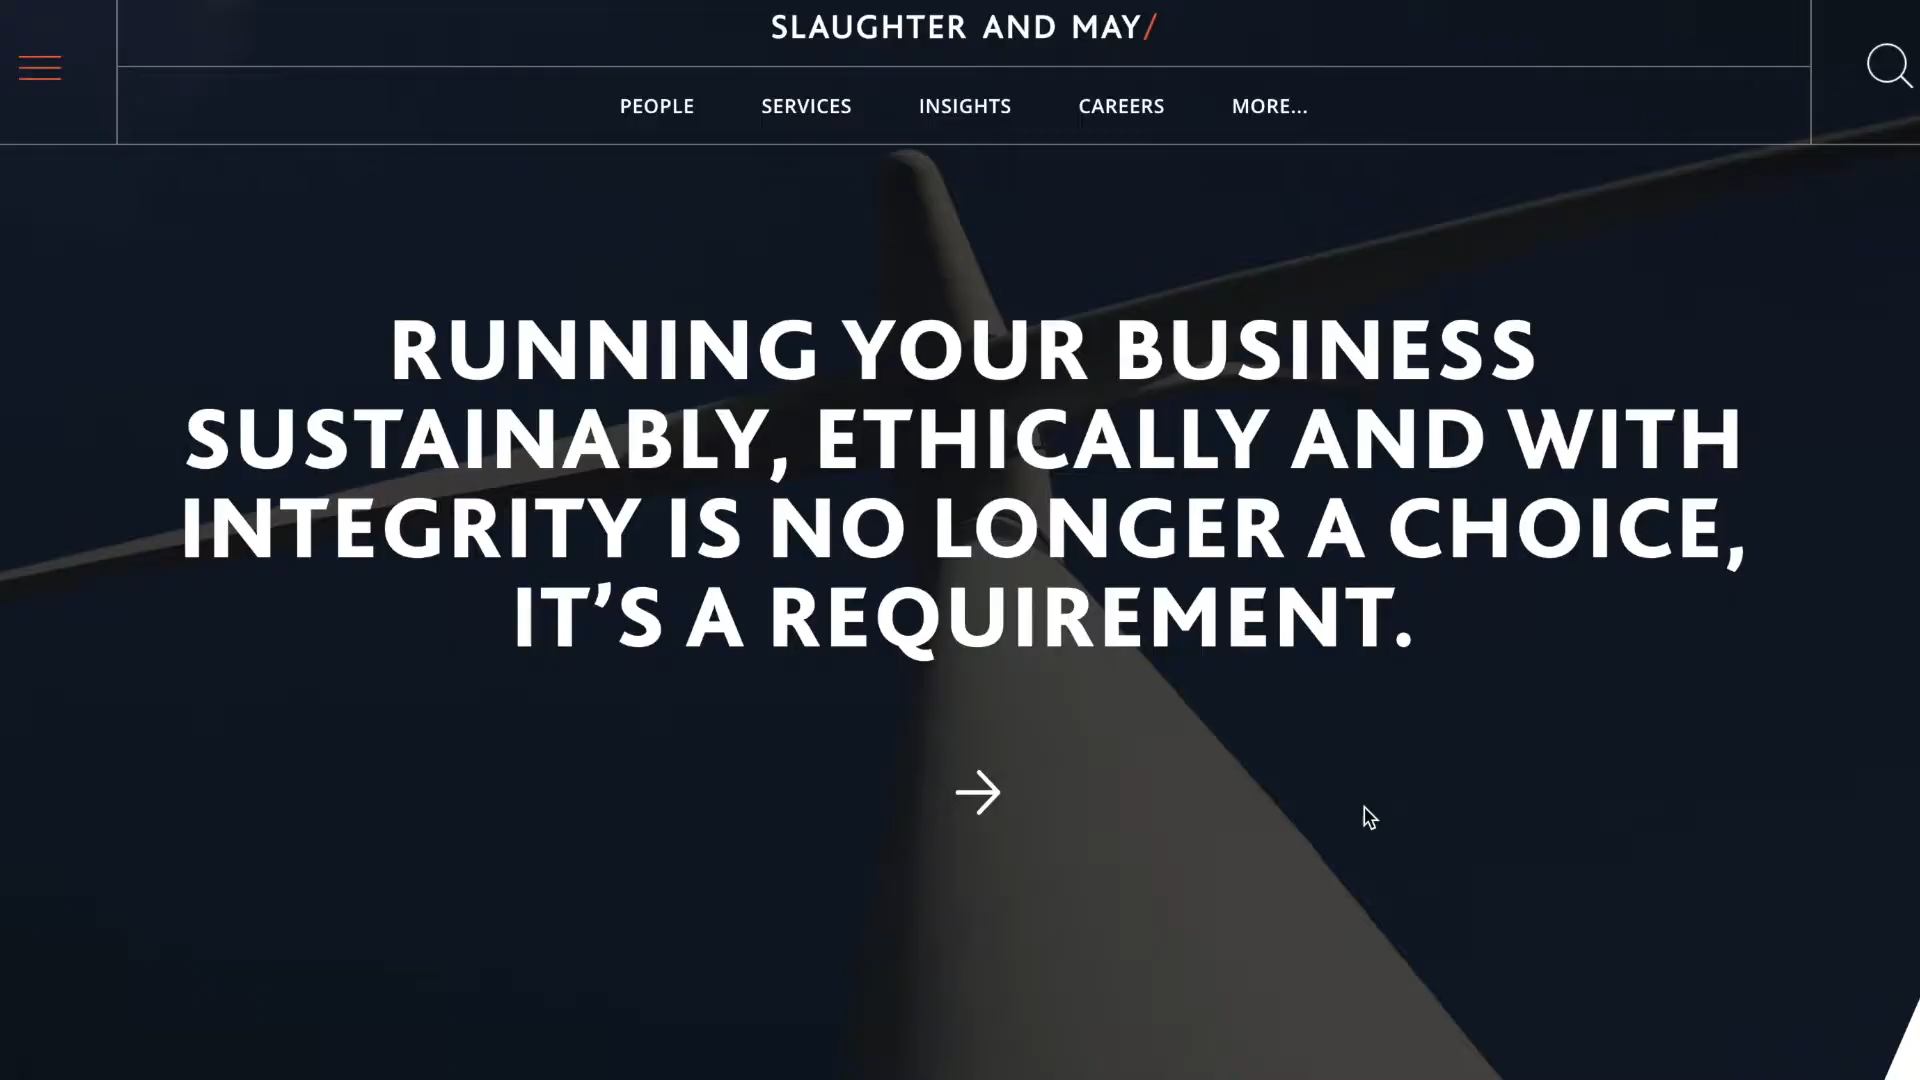 SLAUGHTER AND MAY/
PEOPLE SERVICES INSIGHTS CAREERS MORE...
RUNNING YOUR BUSINESS
SUSTAINABLY, ETHICALLY AND WITH
INTEGRITY IS NO LONGER A CHOICE,
IT’S A REQUIREMENT.